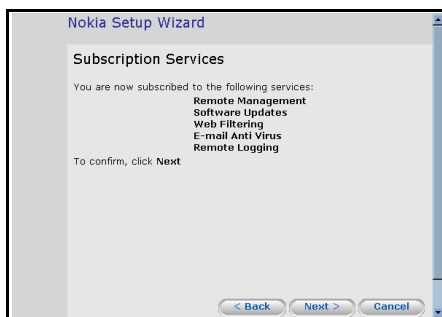 Nokia Setup Wizard
Subscription Services
You are now subscribed to the following services:
Remote Management
Software Updates
Web Filtering
E-mail Anti Virus
Remote Logging
To confirm, click Next
< Back Next > Cancel